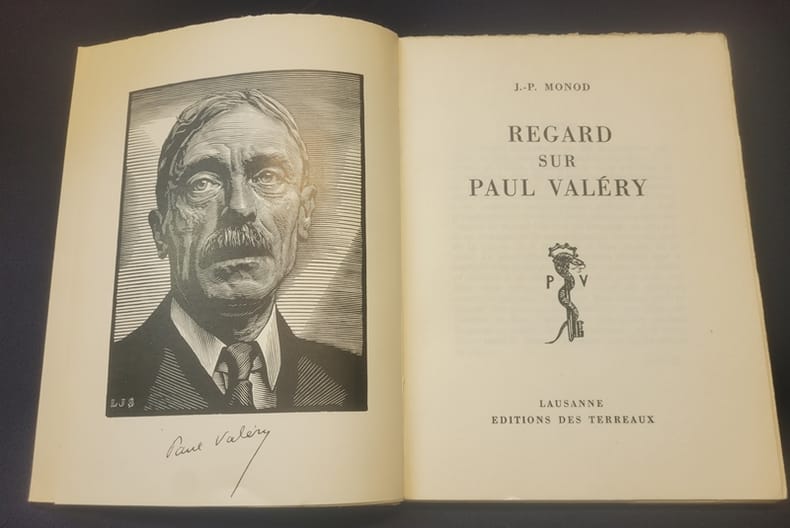 LJS
Paul Valéry
J.-P. MONOD
REGARD
SUR
PAUL VALÉRY
P V
LAUSANNE
EDITIONS DES TERREAUX